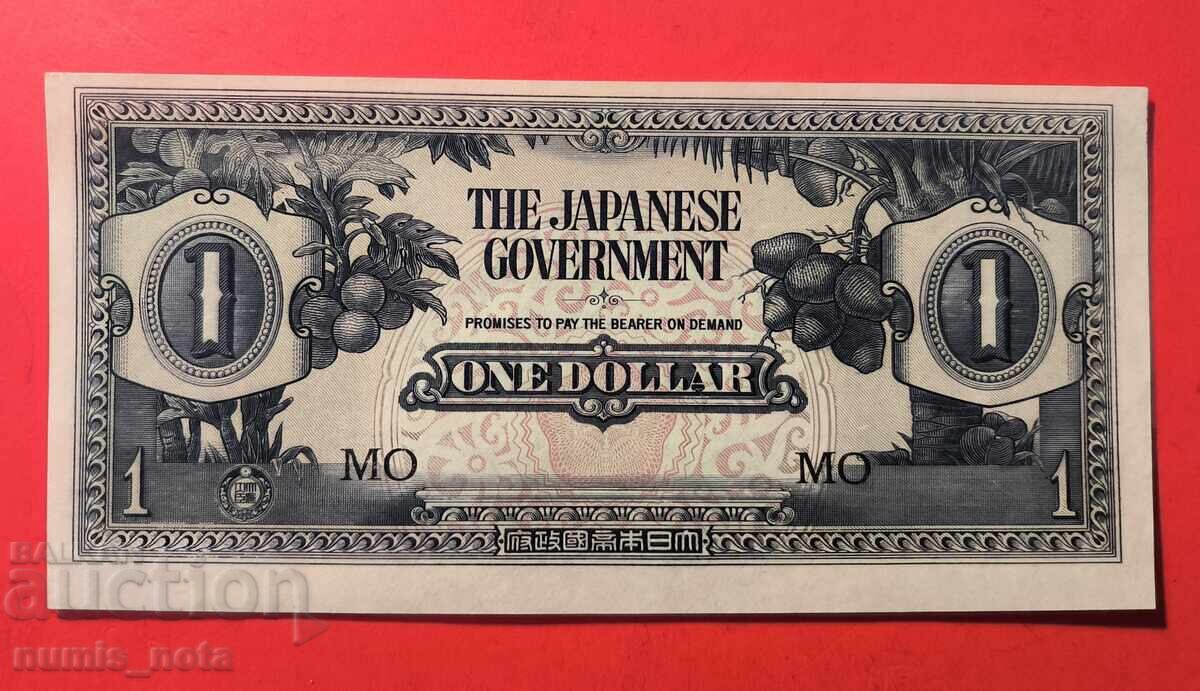 THE JAPANESE
GOVERNMENT
PROMISES TO PAY THE BEARER ON DEMAND
ONE DOLLAR
1 1
MO MO
1 1
府政國帝本日大
auction
numis_nota